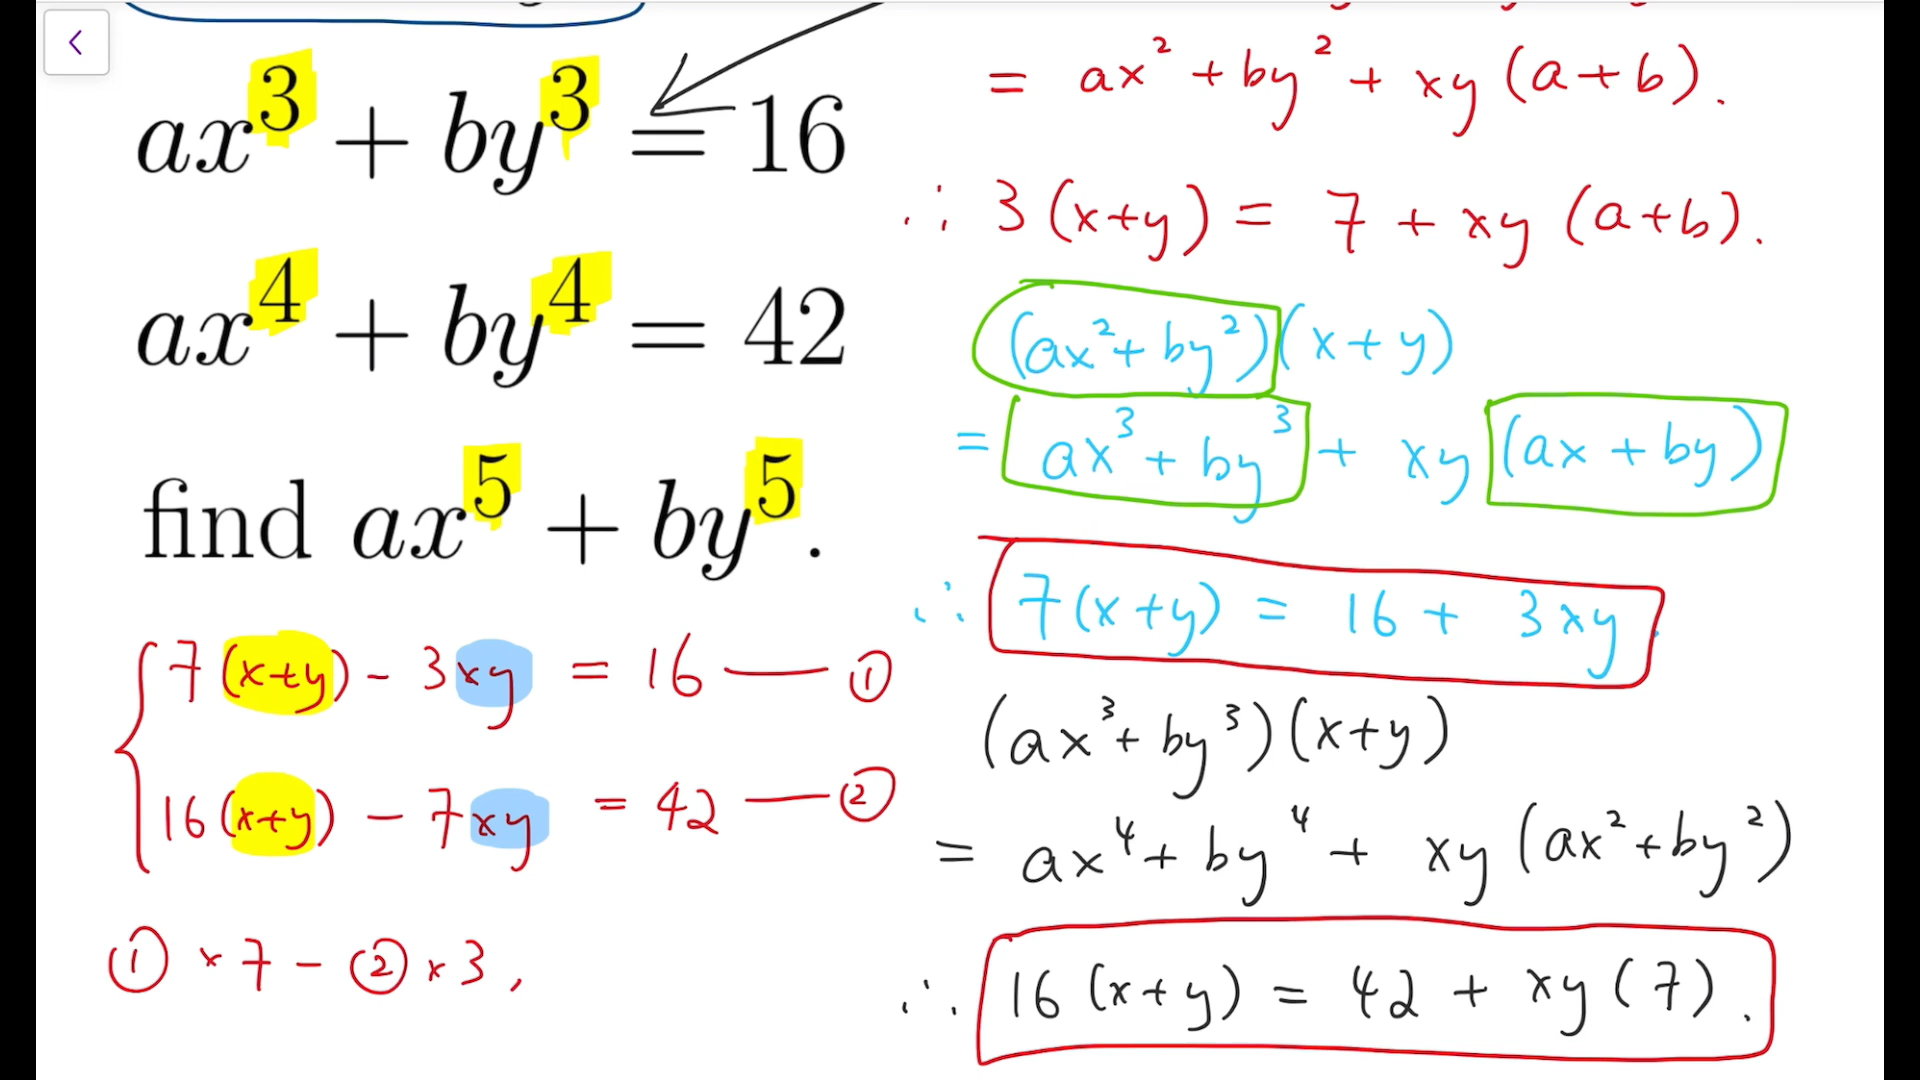 ax³ + by³ = 16
ax⁴ + by⁴ = 42
find ax⁵ + by⁵.
7(x+y) - 3xy = 16 —— ①
16(x+y) - 7xy = 42 —— ②
① × 7 - ② × 3,
= ax² + by² + xy (a+b).
∴ 3(x+y) = 7 + xy (a+b).
(ax² + by²)(x+y)
= ax³ + by³ + xy (ax + by)
∴ 7(x+y) = 16 + 3xy.
(ax³ + by³)(x+y)
= ax⁴ + by⁴ + xy (ax² + by²)
∴ 16(x+y) = 42 + xy(7).